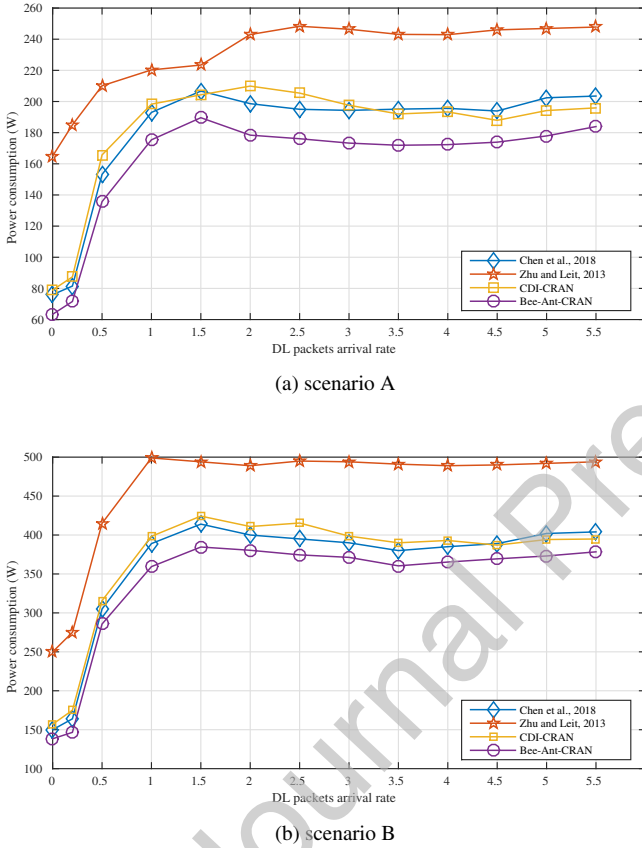 260
240
220
200
180
160
140
120
100
80
60
Power consumption (W)
Chen et al., 2018
Zhu and Leit, 2013
CDI-CRAN
Bee-Ant-CRAN
0 0.5 1 1.5 2 2.5 3 3.5 4 4.5 5 5.5
DL packets arrival rate
(a) scenario A
500
450
400
350
300
250
200
150
100
Power consumption (W)
Chen et al., 2018
Zhu and Leit, 2013
CDI-CRAN
Bee-Ant-CRAN
0 0.5 1 1.5 2 2.5 3 3.5 4 4.5 5 5.5
DL packets arrival rate
(b) scenario B
Journal Pre